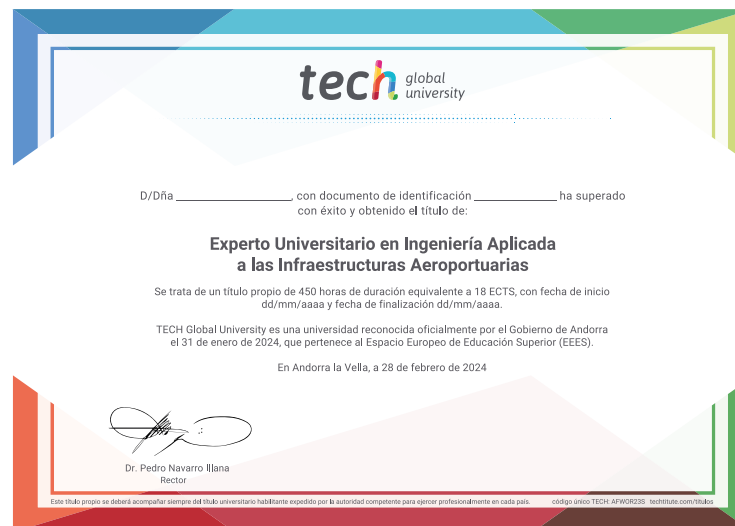 tech global
university
D/Dña ______________, con documento de identificación ______________ ha superado
con éxito y obtenido el título de:
Experto Universitario en Ingeniería Aplicada
a las Infraestructuras Aeroportuarias
Se trata de un título propio de 450 horas de duración equivalente a 18 ECTS, con fecha de inicio
dd/mm/aaaa y fecha de finalización dd/mm/aaaa.
TECH Global University es una universidad reconocida oficialmente por el Gobierno de Andorra
el 31 de enero de 2024, que pertenece al Espacio Europeo de Educación Superior (EEES).
En Andorra la Vella, a 28 de febrero de 2024
Dr. Pedro Navarro Illana
Rector
Este título propio se deberá acompañar siempre del título universitario habilitante expedido por la autoridad competente para ejercer profesionalmente en cada país. código único TECH: AFWOR23S techtitute.com/titulos